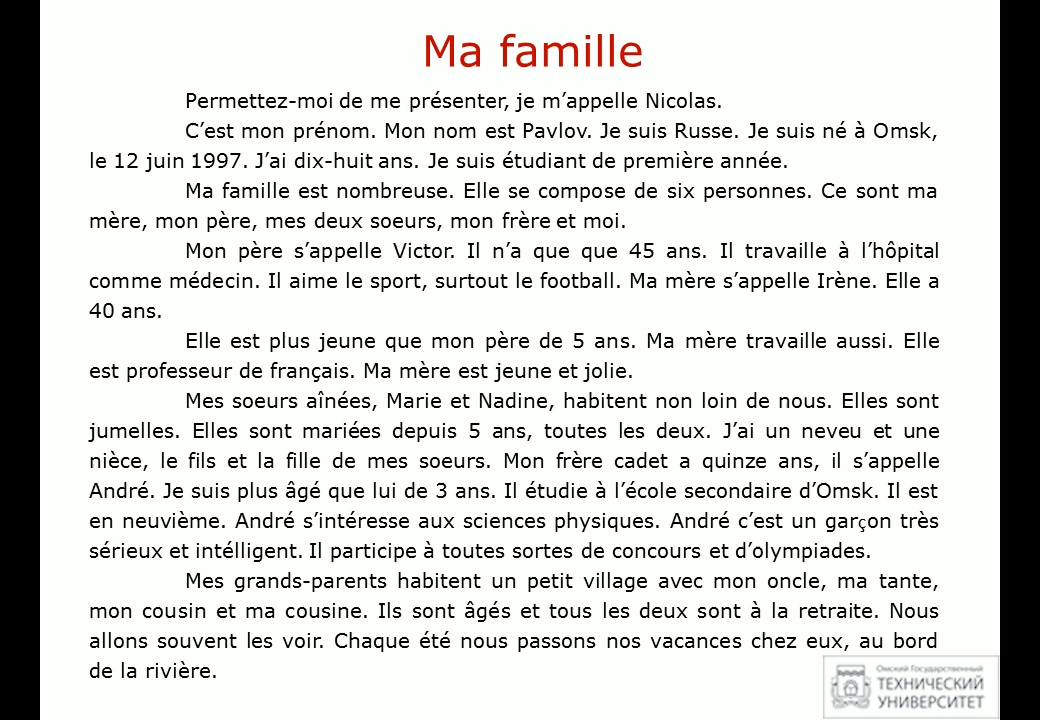 Ma famille
Permettez-moi de me présenter, je m’appelle Nicolas.
C’est mon prénom. Mon nom est Pavlov. Je suis Russe. Je suis né à Omsk,
le 12 juin 1997. J’ai dix-huit ans. Je suis étudiant de première année.
Ma famille est nombreuse. Elle se compose de six personnes. Ce sont ma
mère, mon père, mes deux soeurs, mon frère et moi.
Mon père s’appelle Victor. Il n’a que que 45 ans. Il travaille à l’hôpital
comme médecin. Il aime le sport, surtout le football. Ma mère s’appelle Irène. Elle a
40 ans.
Elle est plus jeune que mon père de 5 ans. Ma mère travaille aussi. Elle
est professeur de français. Ma mère est jeune et jolie.
Mes soeurs aînées, Marie et Nadine, habitent non loin de nous. Elles sont
jumelles. Elles sont mariées depuis 5 ans, toutes les deux. J’ai un neveu et une
nièce, le fils et la fille de mes soeurs. Mon frère cadet a quinze ans, il s’appelle
André. Je suis plus âgé que lui de 3 ans. Il étudie à l’école secondaire d’Omsk. Il est
en neuvième. André s’intéresse aux sciences physiques. André c’est un garçon très
sérieux et intélligent. Il participe à toutes sortes de concours et d’olympiades.
Mes grands-parents habitent un petit village avec mon oncle, ma tante,
mon cousin et ma cousine. Ils sont âgés et tous les deux sont à la retraite. Nous
allons souvent les voir. Chaque été nous passons nos vacances chez eux, au bord
de la rivière.
Омский Государственный
ТЕХНИЧЕСКИЙ
УНИВЕРСИТЕТ